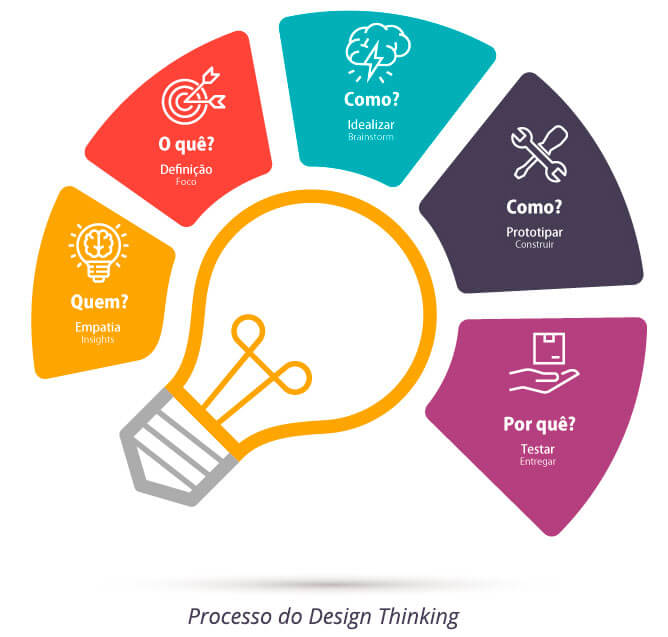 Quem?
Empatia
Insights
O quê?
Definição
Foco
Como?
Idealizar
Brainstorm
Como?
Prototipar
Construir
Por quê?
Testar
Entregar
Processo do Design Thinking